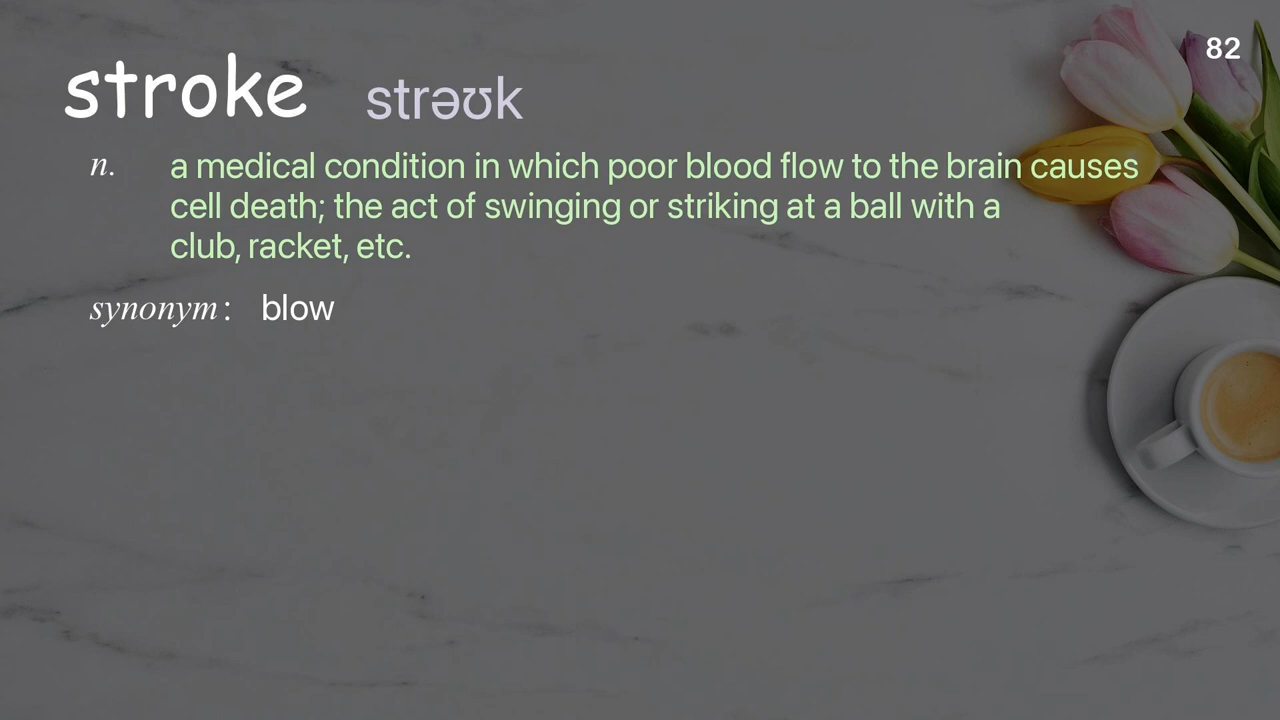 82
stroke strəʊk
n. a medical condition in which poor blood flow to the brain causes
cell death; the act of swinging or striking at a ball with a
club, racket, etc.
synonym: blow